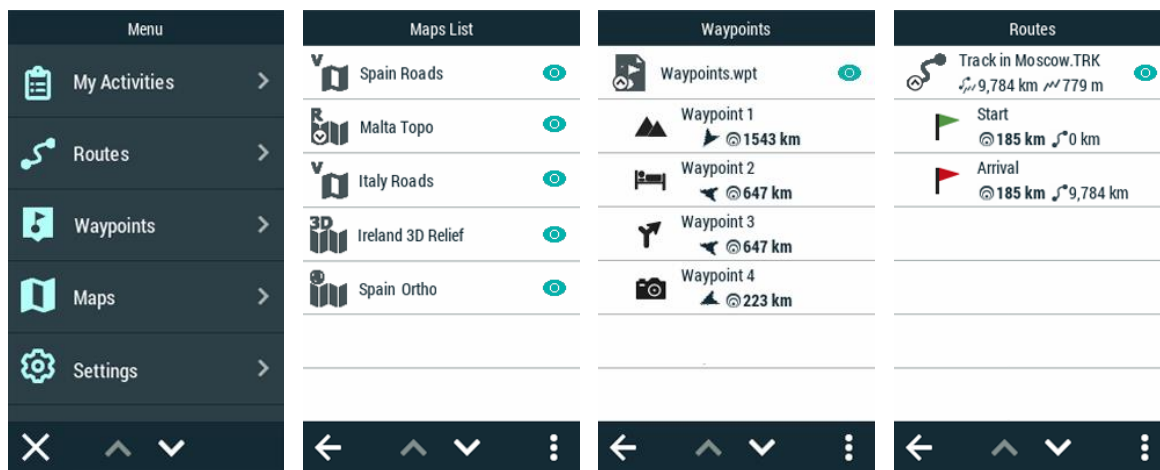 Menu
My Activities
Routes
Waypoints
Maps
Settings
Maps List
V
Spain Roads
R
Malta Topo
V
Italy Roads
3D
Ireland 3D Relief
Spain Ortho
Waypoints
Waypoints.wpt
Waypoint 1
1543 km
Waypoint 2
647 km
Waypoint 3
647 km
Waypoint 4
223 km
Routes
Track in Moscow.TRK
9,784 km 779 m
Start
185 km 0 km
Arrival
185 km 9,784 km